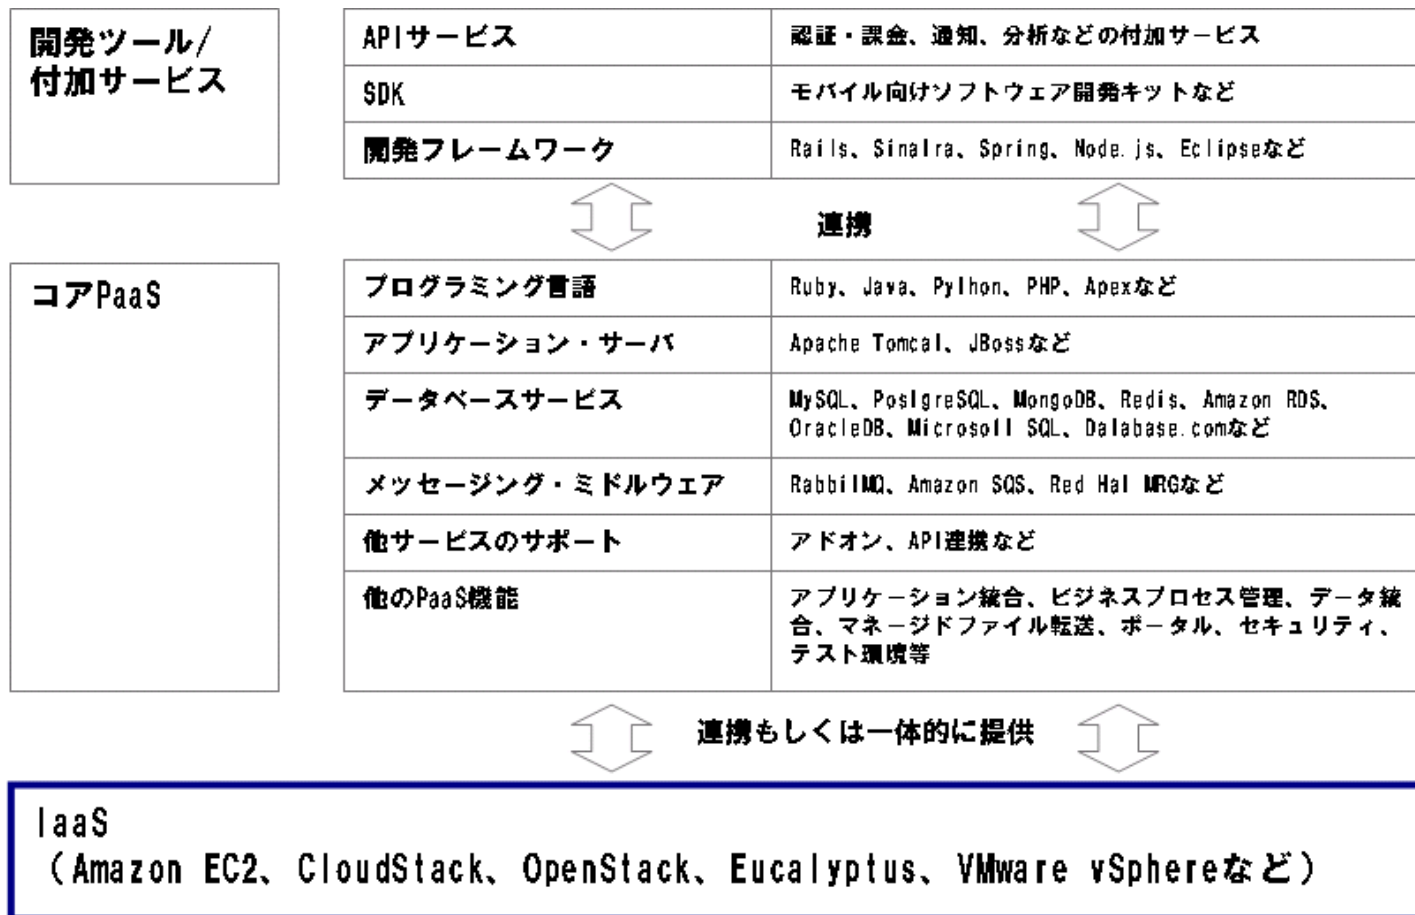 開発ツール/
付加サービス
APIサービス
認証・課金、通知、分析などの付加サービス
SDK
モバイル向けソフトウェア開発キットなど
開発フレームワーク
Rails、Sinatra、Spring、Node.js、Eclipseなど
連携
コアPaaS
プログラミング言語
Ruby、Java、Python、PHP、Apexなど
アプリケーション・サーバ
Apache Tomcat、JBossなど
データベースサービス
MySQL、PostgreSQL、MongoDB、Redis、Amazon RDS、
OracleDB、Microsoft SQL、Database.comなど
メッセージング・ミドルウェア
RabbitMQ、Amazon SQS、Red Hat MRGなど
他サービスのサポート
アドオン、API連携など
他のPaaS機能
アプリケーション統合、ビジネスプロセス管理、データ統
合、マネージドファイル転送、ポータル、セキュリティ、
テスト環境等
連携もしくは一体的に提供
IaaS
（Amazon EC2、CloudStack、OpenStack、Eucalyptus、VMware vSphereなど）